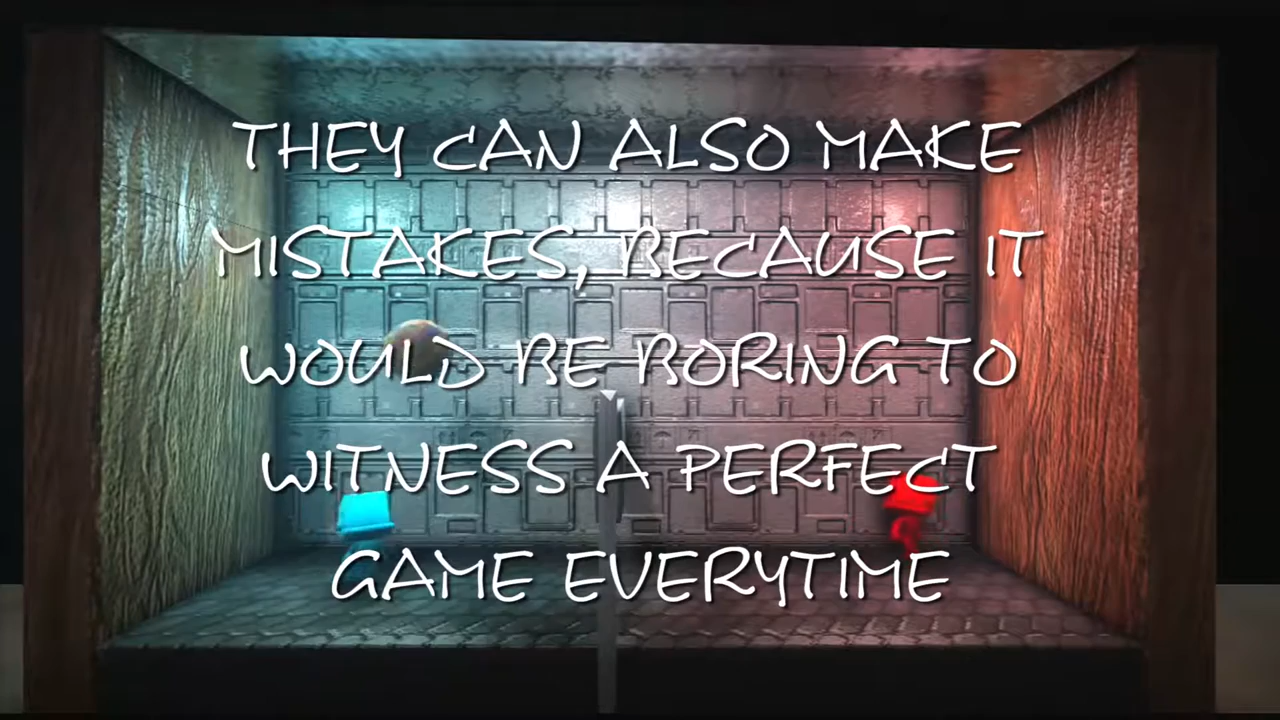 THEY CAN ALSO MAKE
MISTAKES, BECAUSE IT
WOULD BE BORING TO
WITNESS A PERFECT
GAME EVERYTIME